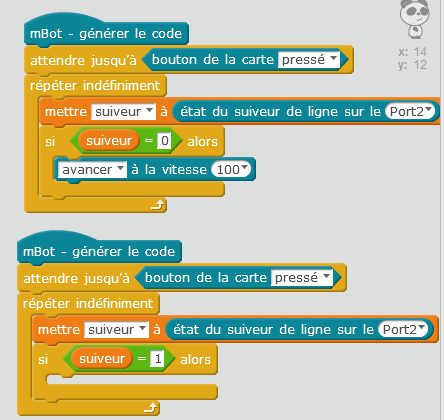 mBot - générer le code
x: 14
y: 12
attendre jusqu'à bouton de la carte pressé
répéter indéfiniment
mettre suiveur à état du suiveur de ligne sur le Port2
si suiveur = 0 alors
avancer à la vitesse 100
mBot - générer le code
attendre jusqu'à bouton de la carte pressé
répéter indéfiniment
mettre suiveur à état du suiveur de ligne sur le Port2
si suiveur = 1 alors